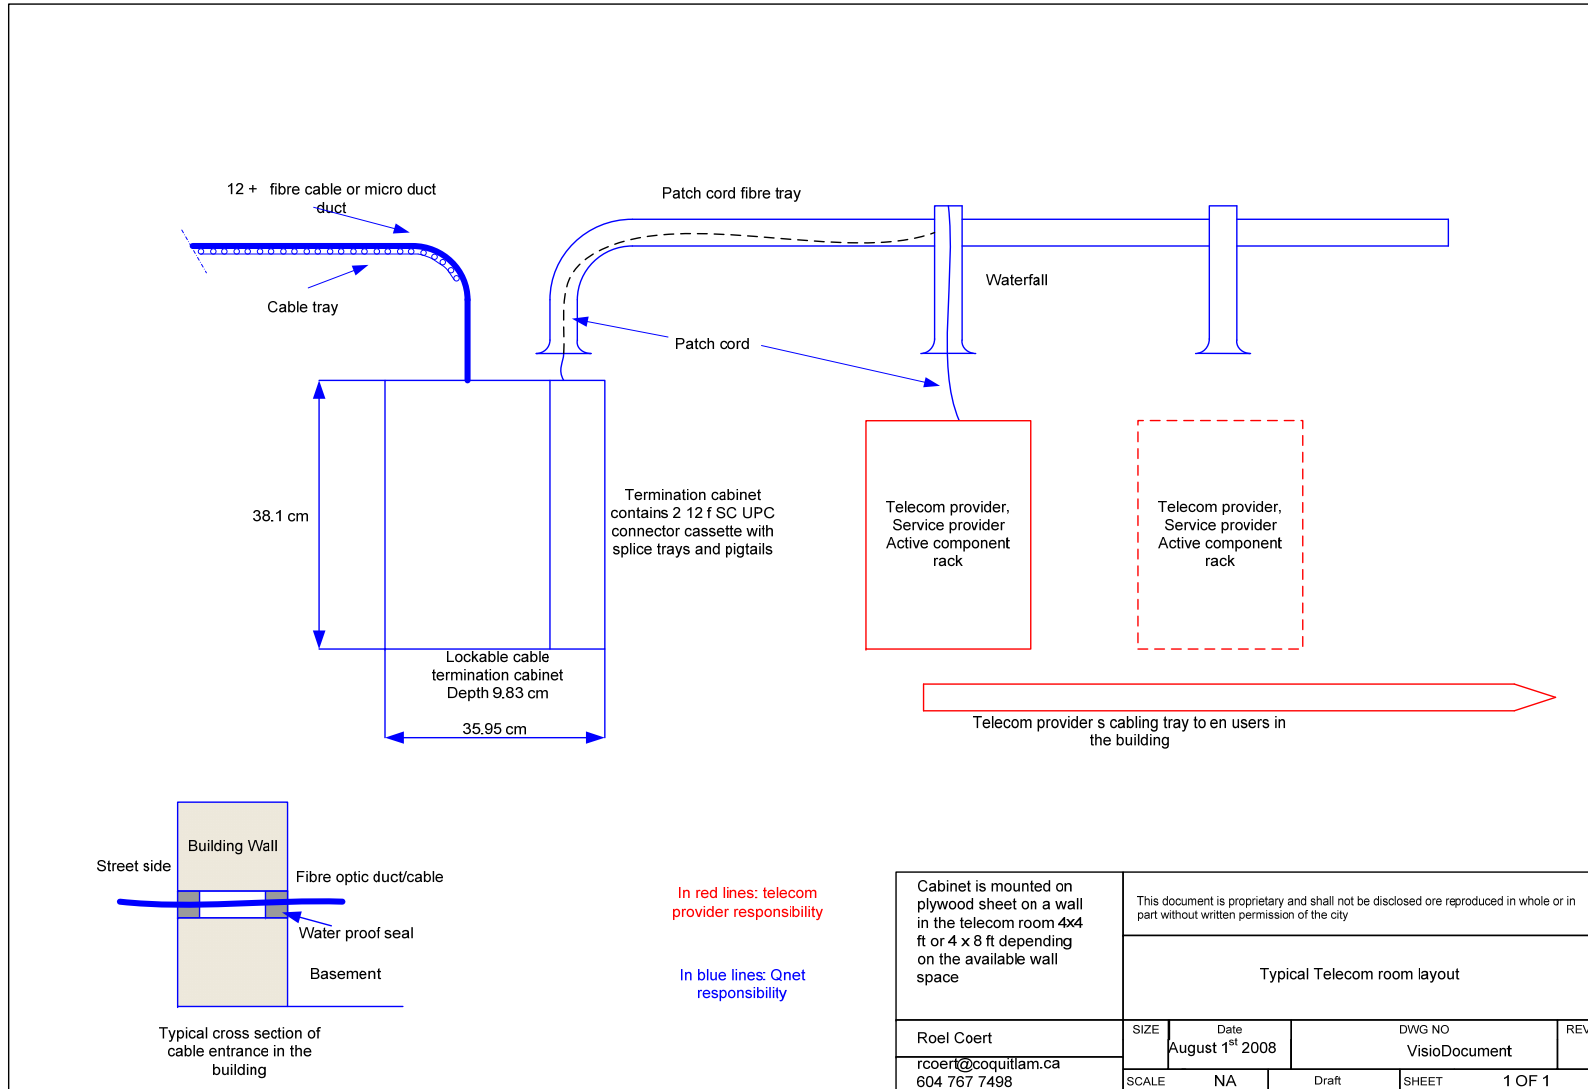 12 +   fibre cable or micro duct
duct
Patch cord fibre tray
Cable tray
Waterfall
Patch cord
38.1 cm
Termination cabinet
contains 2 12 f SC UPC
connector cassette with
splice trays and pigtails
Telecom provider,
Service provider
Active component
rack
Telecom provider,
Service provider
Active component
rack
Lockable cable
termination cabinet
Depth 9.83 cm
35.95 cm
Telecom provider s cabling tray to en users in
the building
Building Wall
Street side
Fibre optic duct/cable
Water proof seal
Basement
Typical cross section of
cable entrance in the
building
In red lines: telecom
provider responsibility
In blue lines: Qnet
responsibility
Cabinet is mounted on
plywood sheet on a wall
in the telecom room 4x4
ft or 4 x 8 ft depending
on the available wall
space
This document is proprietary and shall not be disclosed ore reproduced in whole or in
part without written permission of the city
Typical Telecom room layout
Roel Coert
rcoert@coquitlam.ca
604 767 7498
SIZE
Date
August 1st 2008
DWG NO
VisioDocument
REV
SCALE
NA
Draft
SHEET
1 OF 1